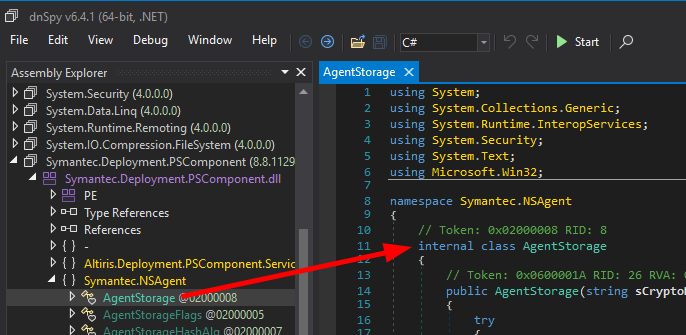 dnSpy v6.4.1 (64-bit, .NET)
File Edit View Debug Window Help C# Start
Assembly Explorer
System.Security (4.0.0.0)
System.Data.Linq (4.0.0.0)
System.Runtime.Remoting (4.0.0.0)
System.IO.Compression.FileSystem (4.0.0.0)
Symantec.Deployment.PSComponent (8.8.1129
Symantec.Deployment.PSComponent.dll
PE
Type References
References
{ } -
{ } Altiris.Deployment.PSComponent.Servic
{ } Symantec.NSAgent
AgentStorage @02000008
AgentStorageFlags @02000005
AgentStorageHashAlg @02000007
AgentStorage
1 using System;
2 using System.Collections.Generic;
3 using System.Runtime.InteropServices;
4 using System.Security;
5 using System.Text;
6 using Microsoft.Win32;
7
8 namespace Symantec.NSAgent
9 {
10 // Token: 0x02000008 RID: 8
11 internal class AgentStorage
12 {
13 // Token: 0x0600001A RID: 26 RVA:
14 public AgentStorage(string sCrypto
15 {
16 try
17 {